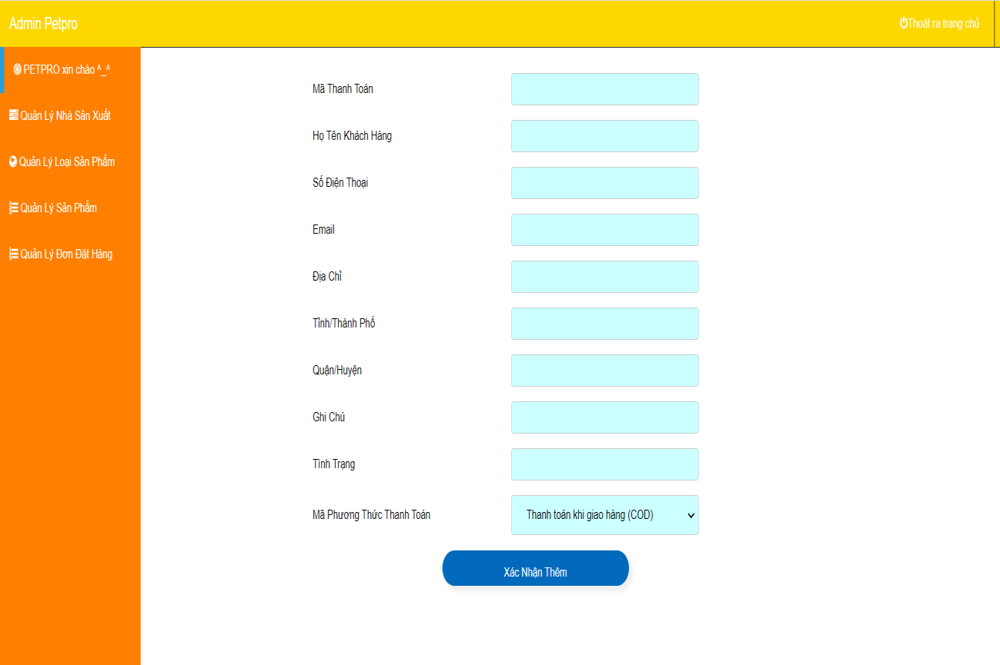 Admin Petpro
Thoát ra trang chủ
PETPRO xin chào ^_^
Quản Lý Nhà Sản Xuất
Quản Lý Loại Sản Phẩm
Quản Lý Sản Phẩm
Quản Lý Đơn Đặt Hàng
Mã Thanh Toán
Họ Tên Khách Hàng
Số Điện Thoại
Email
Địa Chỉ
Tỉnh/Thành Phố
Quận/Huyện
Ghi Chú
Tình Trạng
Mã Phương Thức Thanh Toán
Thanh toán khi giao hàng (COD)
Xác Nhận Thêm